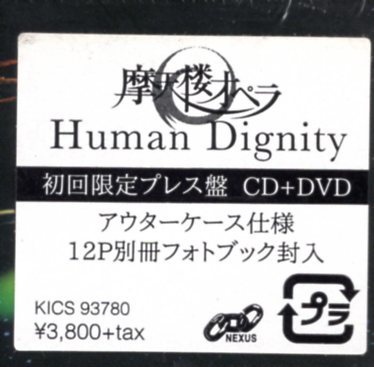 摩天楼オペラ
Human Dignity
初回限定プレス盤 CD+DVD
アウターケース仕様
12P別冊フォトブック封入
KICS 93780
¥3,800+tax
NEXUS
プラ